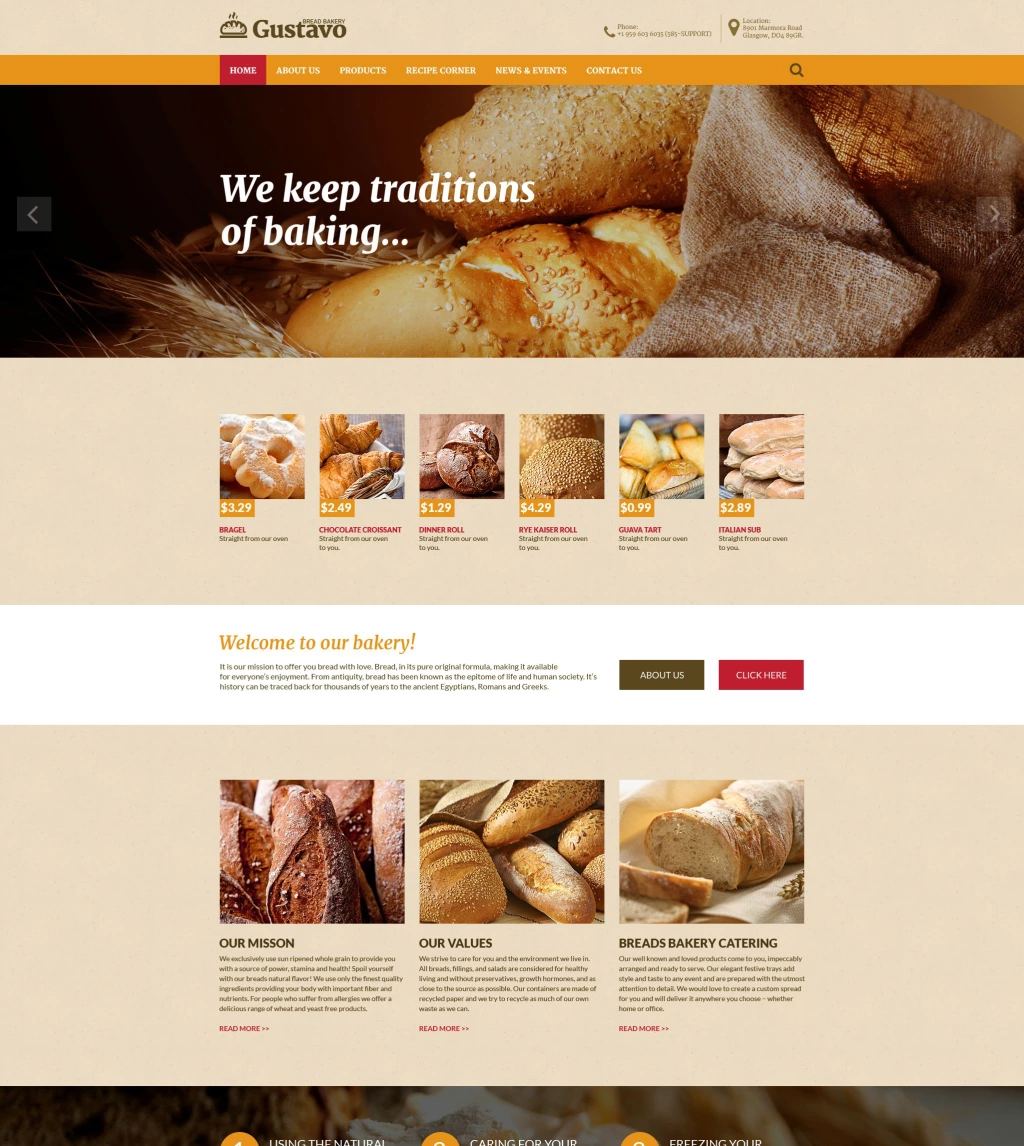 BREAD BAKERY
Gustavo
Phone:
+1 959 603 6035 (385-SUPPORT)
Location:
8901 Marmora Road
Glasgow, DO4 89GR.
HOME
ABOUT US
PRODUCTS
RECIPE CORNER
NEWS & EVENTS
CONTACT US
We keep traditions
of baking...
$3.29
BRAGEL
Straight from our oven
$2.49
CHOCOLATE CROISSANT
Straight from our oven
to you.
$1.29
DINNER ROLL
Straight from our oven
to you.
$4.29
RYE KAISER ROLL
Straight from our oven
to you.
$0.99
GUAVA TART
Straight from our oven
to you.
$2.89
ITALIAN SUB
Straight from our oven
to you.
Welcome to our bakery!
It is our mission to offer you bread with love. Bread, in its pure original formula, making it available
for everyone's enjoyment. From antiquity, bread has been known as the epitome of life and human society. It's
history can be traced back for thousands of years to the ancient Egyptians, Romans and Greeks.
ABOUT US
CLICK HERE
OUR MISSON
We exclusively use sun ripened whole grain to provide you
with a source of power, stamina and health! Spoil yourself
with our breads natural flavor! We use only the finest quality
ingredients providing your body with important fiber and
nutrients. For people who suffer from allergies we offer a
delicious range of wheat and yeast free products.
READ MORE >>
OUR VALUES
We strive to care for you and the environment we live in.
All breads, fillings, and salads are considered for healthy
living and without preservatives, growth hormones, and as
close to the source as possible. Our containers are made of
recycled paper and we try to recycle as much of our own
waste as we can.
READ MORE >>
BREADS BAKERY CATERING
Our well known and loved products come to you, impeccably
arranged and ready to serve. Our elegant festive trays add
style and taste to any event and are prepared with the utmost
attention to detail. We would love to create a custom spread
for you and will deliver it anywhere you choose – whether
home or office.
READ MORE >>
USING THE NATURAL
CARING FOR YOUR
FREEZING YOUR